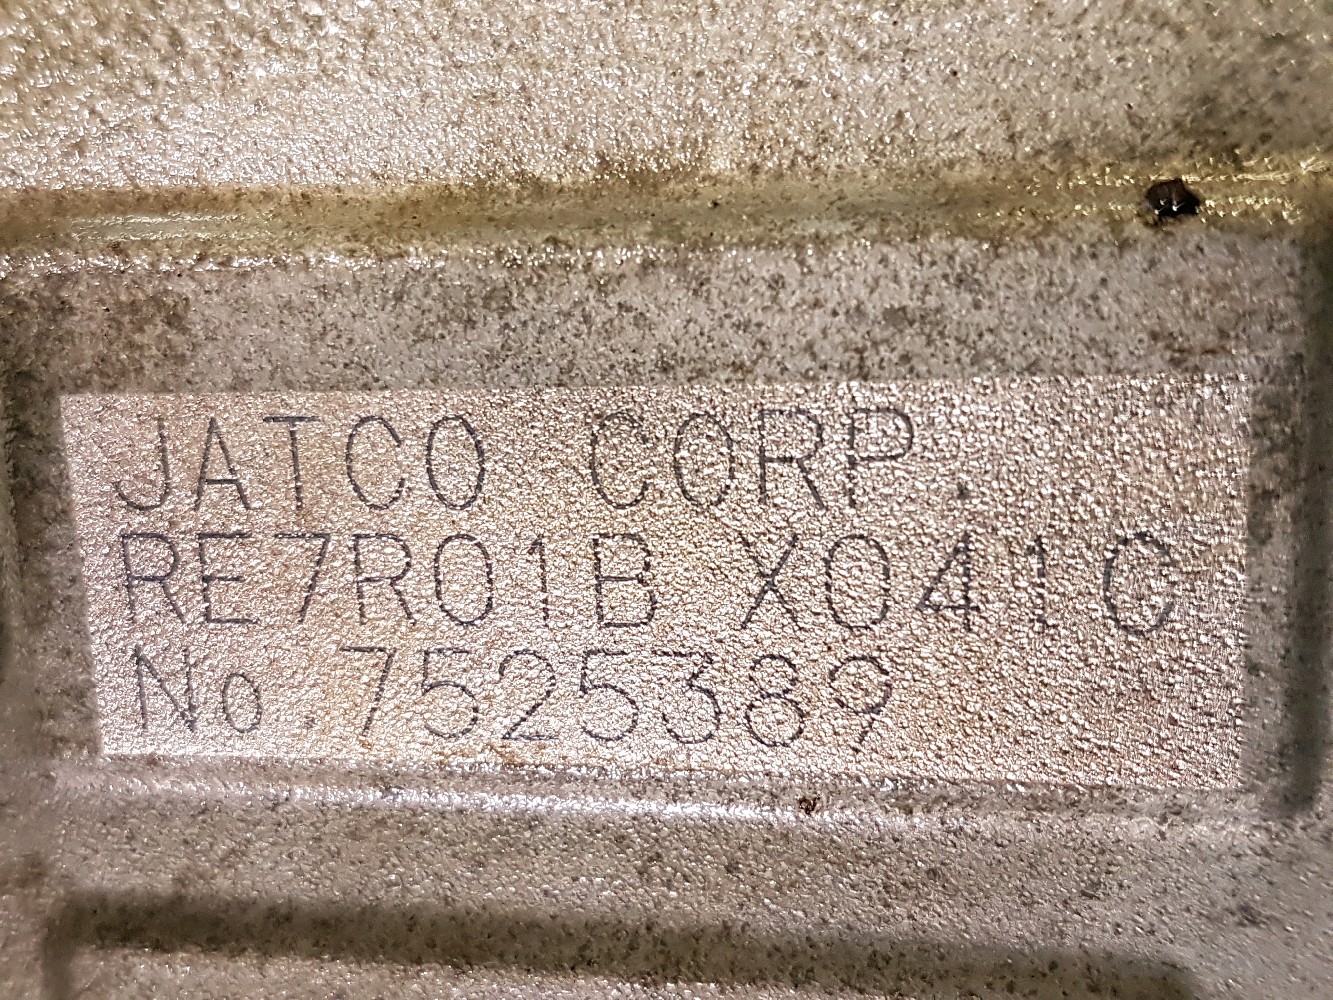 JATCO CORP.
RE7R01B X041C
No.7525389